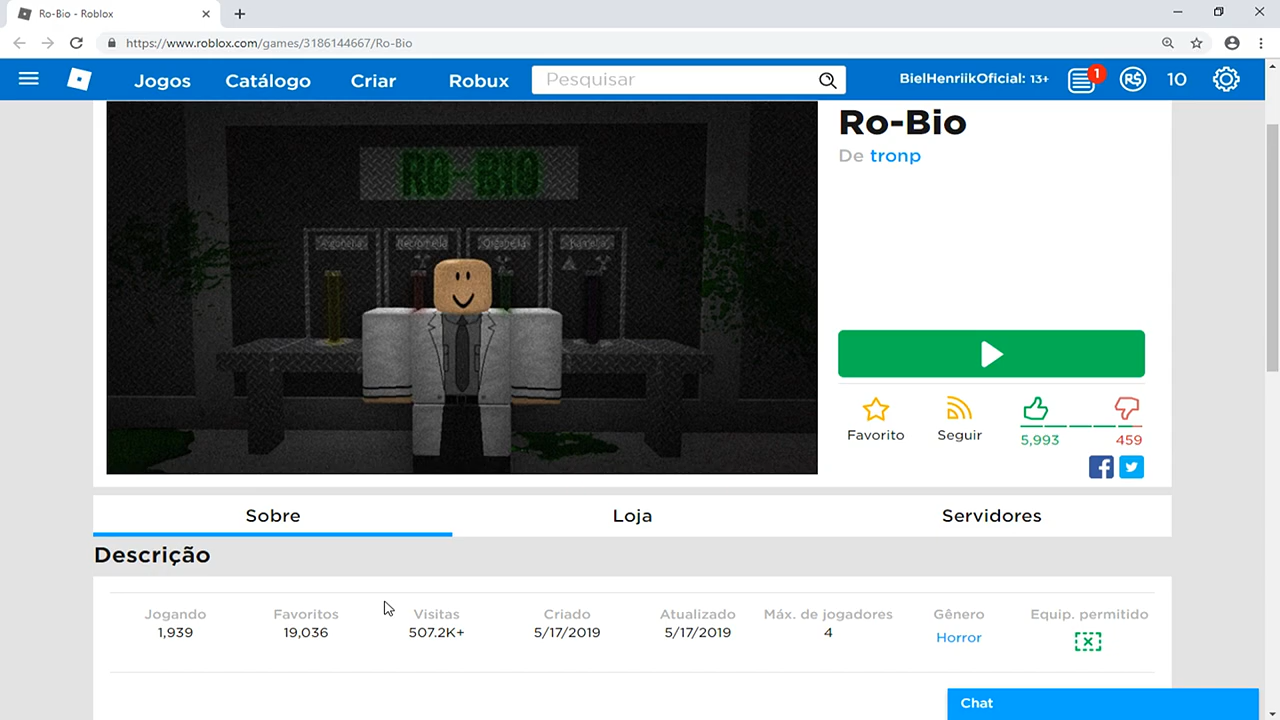 Ro-Bio - Roblox
https://www.roblox.com/games/3186144667/Ro-Bio
Jogos
Catálogo
Criar
Robux
Pesquisar
BielHenriikOficial: 13+
1
R$
10
RO-BIO
Ro-Bio
De tronp
Favorito
Seguir
5,993
459
Sobre
Loja
Servidores
Descrição
Jogando
Favoritos
Visitas
Criado
Atualizado
Máx. de jogadores
Gênero
Equip. permitido
1,939
19,036
507.2K+
5/17/2019
5/17/2019
4
Horror
Chat